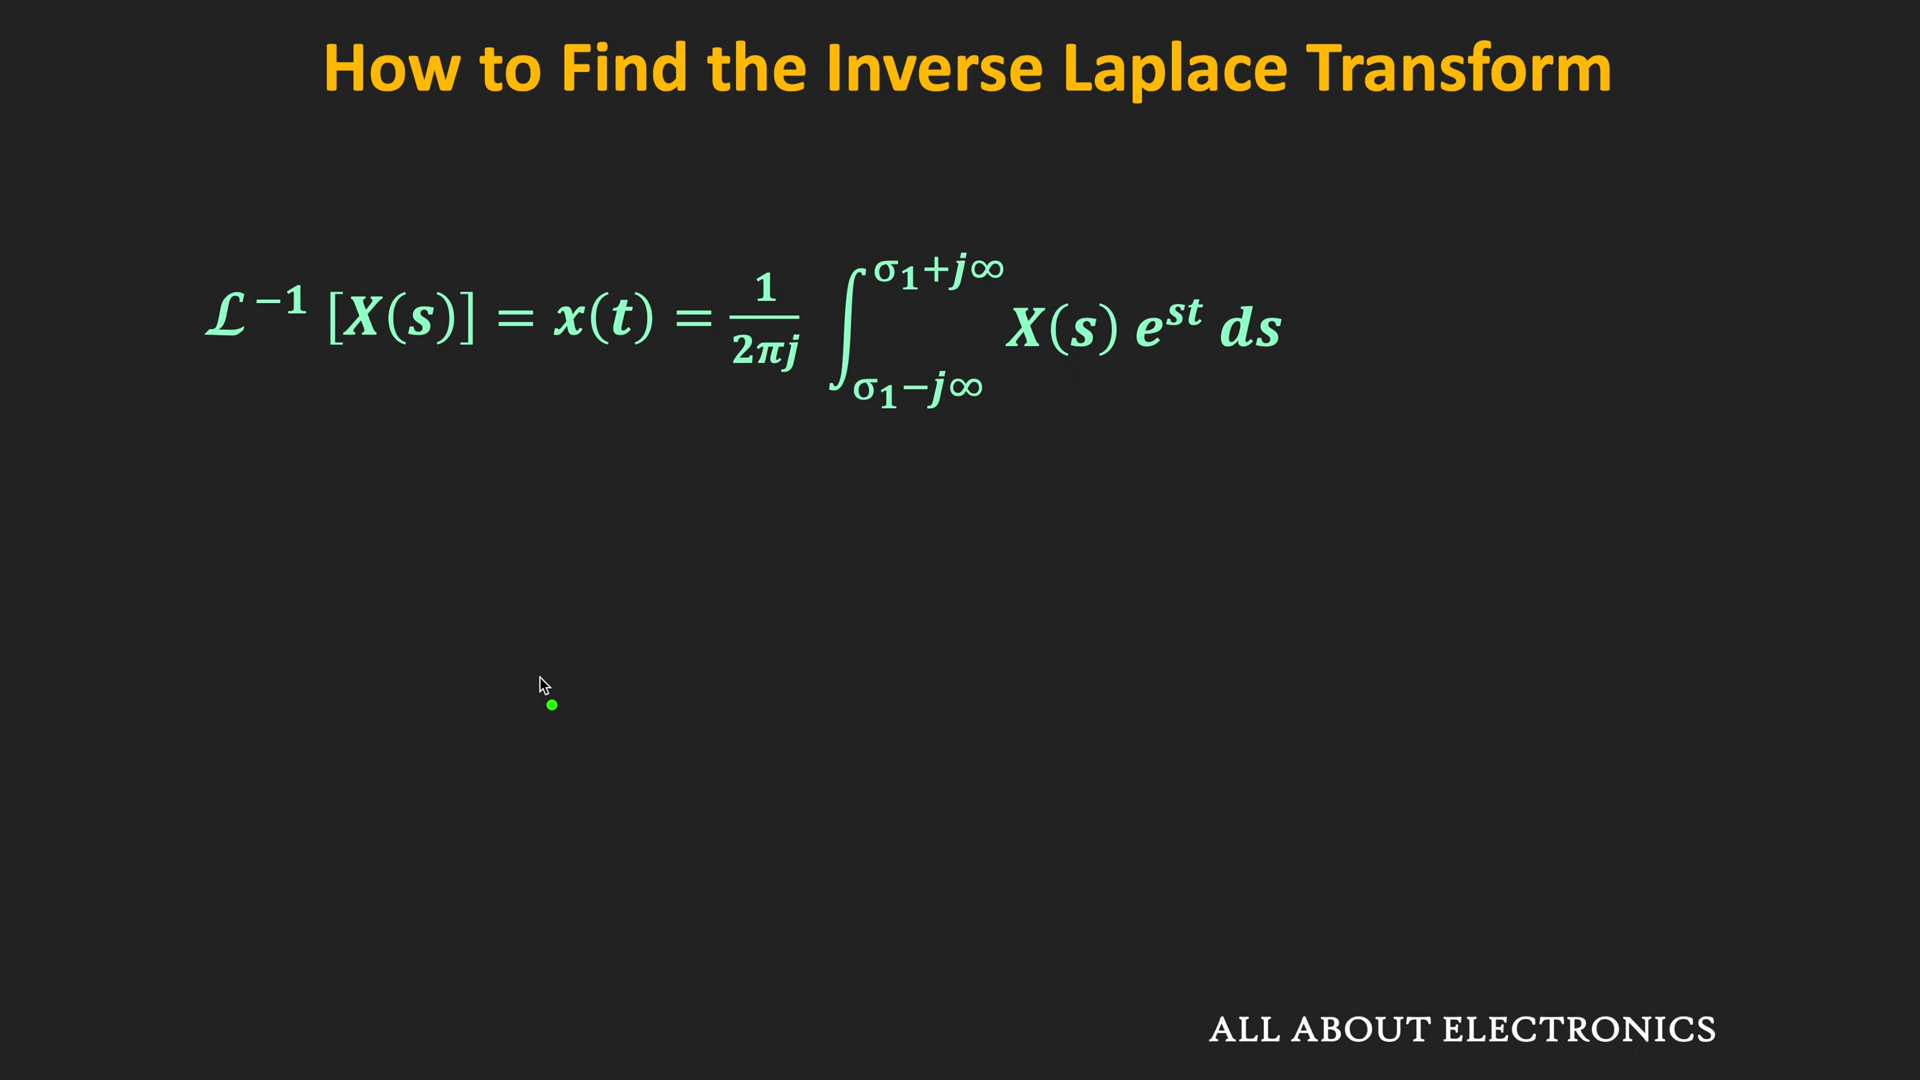 How to Find the Inverse Laplace Transform
ℒ⁻¹ [X(s)] = x(t) = 1/2πj ∫_{σ₁−j∞}^{σ₁+j∞} X(s) e^{st} ds
ALL ABOUT ELECTRONICS